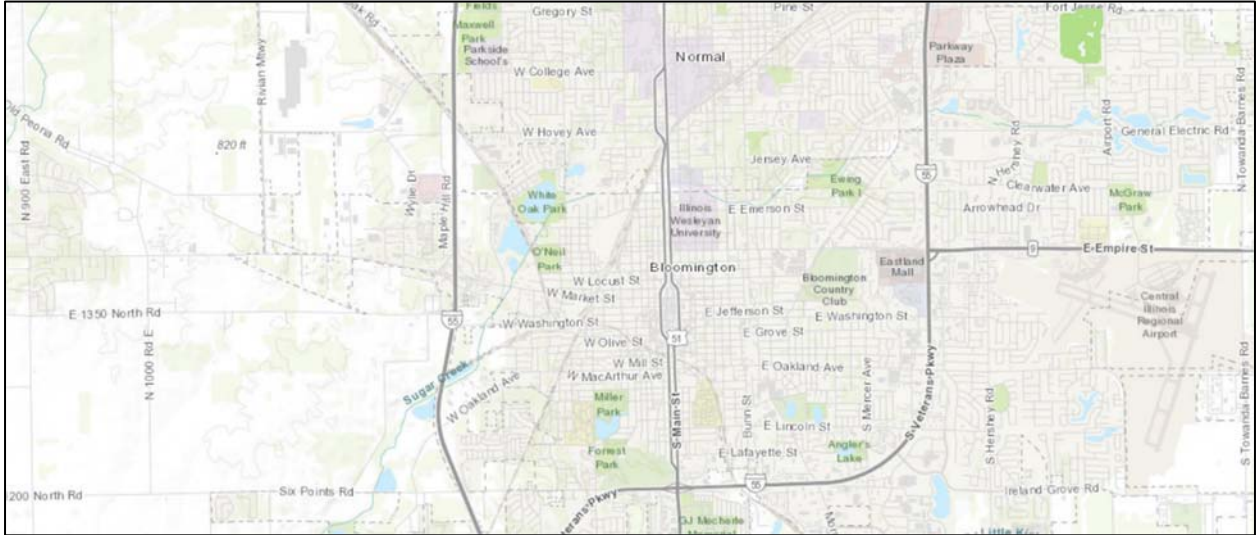 Fields
Gregory St
Pine St
Fort Jesse Rd
Maxwell
Park
Parkside
School's
Parkway
Plaza
Normal
Rivian Mtwy
W College Ave
Old Peoria Rd
W Hovey Ave
General Electric Rd
Airport Rd
N Hershey Rd
N Towanda-Barnes Rd
820 ft
Jersey Ave
55
N 900 East Rd
Wylie Dr
Maple Hill Rd
White
Oak Park
Ewing
Park I
Clearwater Ave
McGraw
Park
Illinois
Wesleyan
University
E Emerson St
Arrowhead Dr
O'Neil
Park
9
E-Empire-St
Eastland
Mall
Bloomington
W Locust St
Bloomington
Country
Club
W Market St
Central
Illinois
Regional
Airport
E 1350 North Rd
55
W Washington St
E Jefferson St
E Washington St
E Grove St
51
W Olive St
N 1000 Rd E
W Mill St
E Oakland Ave
W MacArthur Ave
Sugar Creek
W Oakland Ave
Miller
Park
S-Main-St
Bunn St
S Mercer Ave
S-Veterans-Pkwy
S Hershey Rd
S Towanda-Barnes Rd
E Lincoln St
Forrest
Park
E Lafayette St
Angler's
Lake
55
200 North Rd
Six Points Rd
Ireland Grove Rd
terans-Pkwy